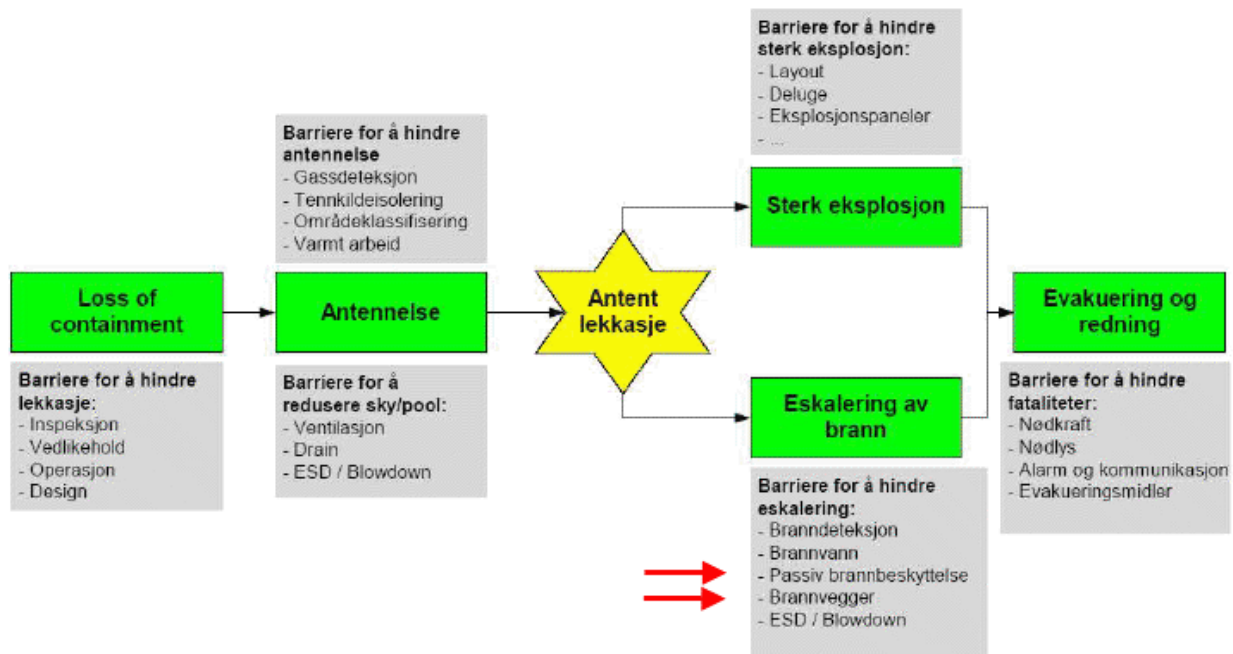 Barriere for å hindre
sterk eksplosjon:
- Layout
- Deluge
- Eksplosjonspaneler
- ...
Barriere for å hindre
antennelse
- Gassdeteksjon
- Tennkildeisolering
- Områdeklassifisering
- Varmt arbeid
Sterk eksplosjon
Loss of
containment
Antennelse
Antent
lekkasje
Evakuering og
redning
Barriere for å hindre
lekkasje:
- Inspeksjon
- Vedlikehold
- Operasjon
- Design
Barriere for å
redusere sky/pool:
- Ventilasjon
- Drain
- ESD / Blowdown
Eskalering av
brann
Barriere for å hindre
fataliteter:
- Nødkraft
- Nødlys
- Alarm og kommunikasjon
- Evakueringsmidler
Barriere for å hindre
eskalering:
- Branndeteksjon
- Brannvann
- Passiv brannbeskyttelse
- Brannvegger
- ESD / Blowdown